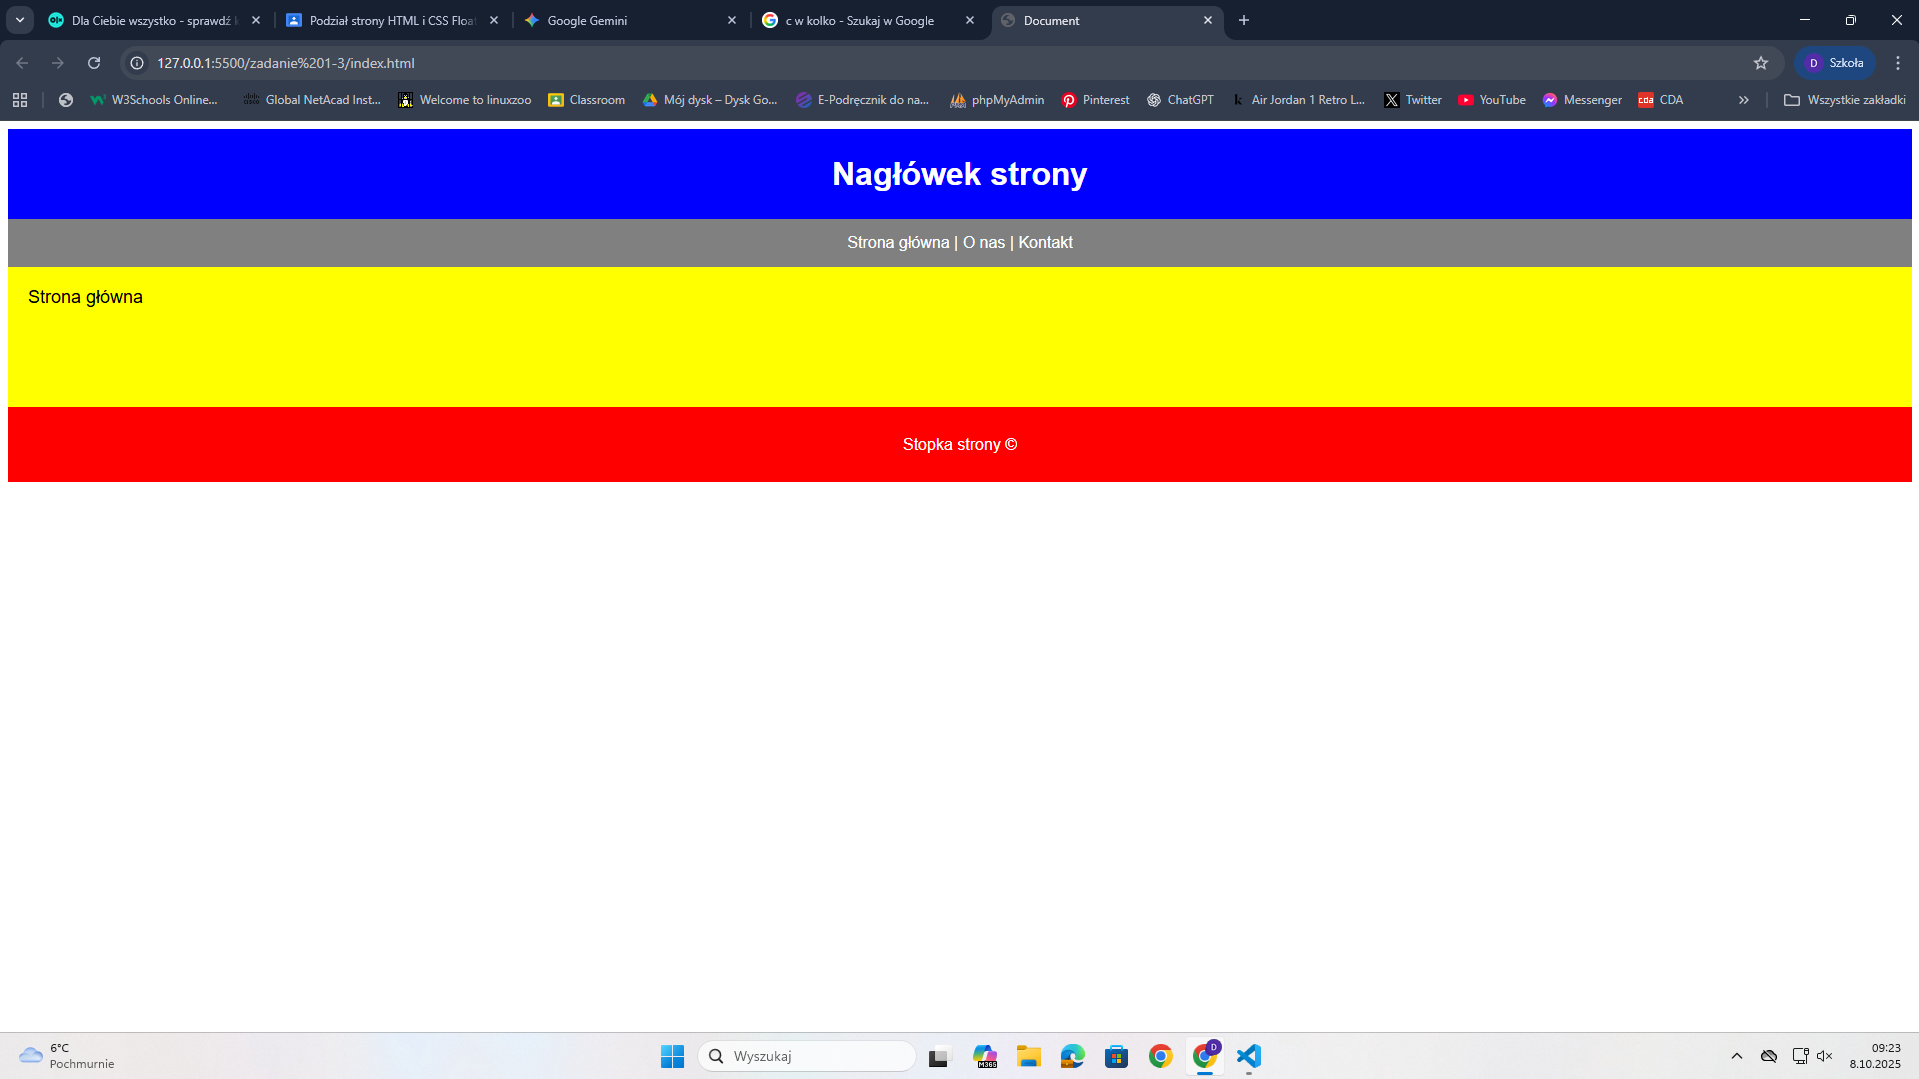 Dla Ciebie wszystko - sprawdź
Podział strony HTML i CSS Float
Google Gemini
c w kolko - Szukaj w Google
Document
127.0.0.1:5500/zadanie%201-3/index.html
D Szkoła
W3Schools Online...
Global NetAcad Inst...
Welcome to linuxzoo
Classroom
Mój dysk – Dysk Go...
E-Podręcznik do na...
phpMyAdmin
Pinterest
ChatGPT
Air Jordan 1 Retro L...
Twitter
YouTube
Messenger
CDA
Wszystkie zakładki
Nagłówek strony
Strona główna | O nas | Kontakt
Strona główna
Stopka strony ©
6°C
Pochmurnie
Wyszukaj
M365
D
09:23
8.10.2025